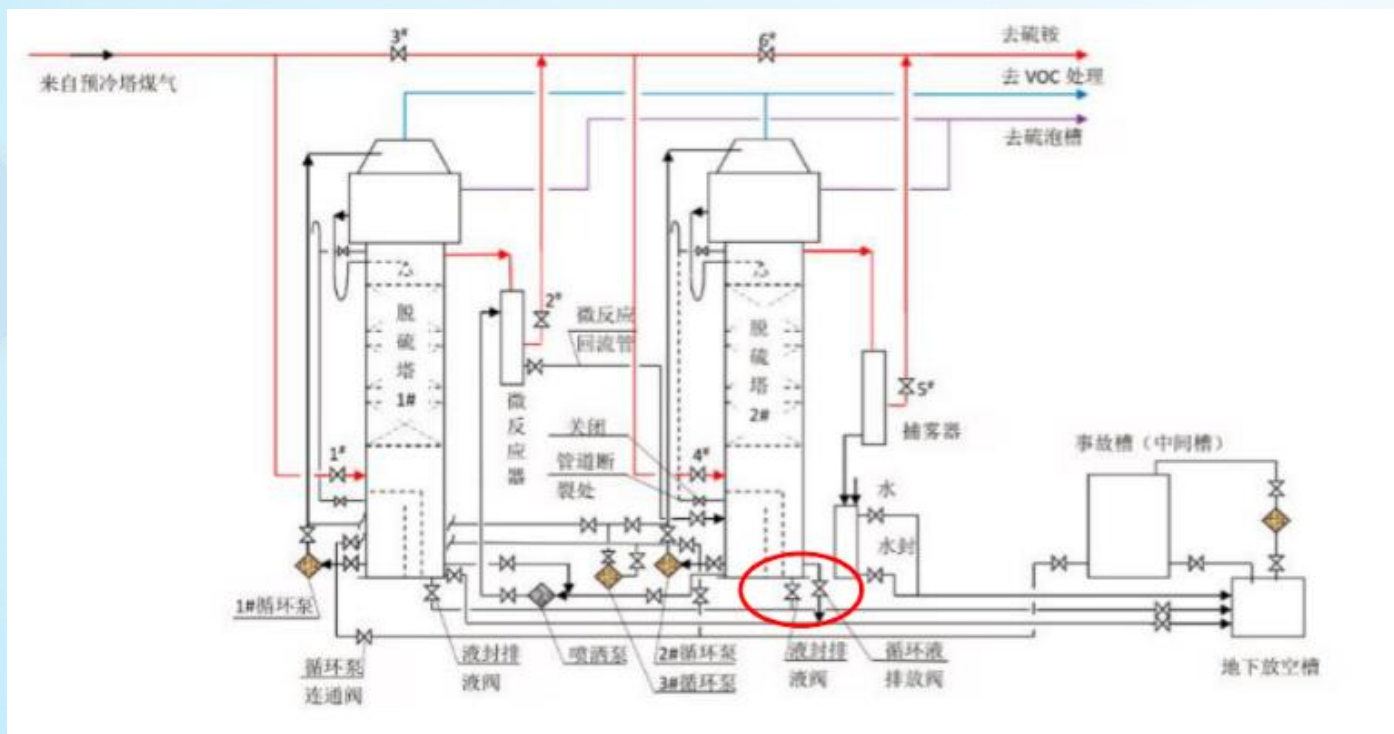 3#
6#
去硫铵
来自预冷塔煤气
去 VOC 处理
去硫泡槽
2#
微反应
回流管
脱
硫
塔
1#
脱
硫
塔
2#
5#
微
反
应
器
捕雾器
关闭
管道断
裂处
1#
4#
事故槽（中间槽）
水
水封
1#循环泵
循环泵
连通阀
液封排
液阀
喷洒泵
2#循环泵
3#循环泵
液封排
液阀
循环液
排放阀
地下放空槽